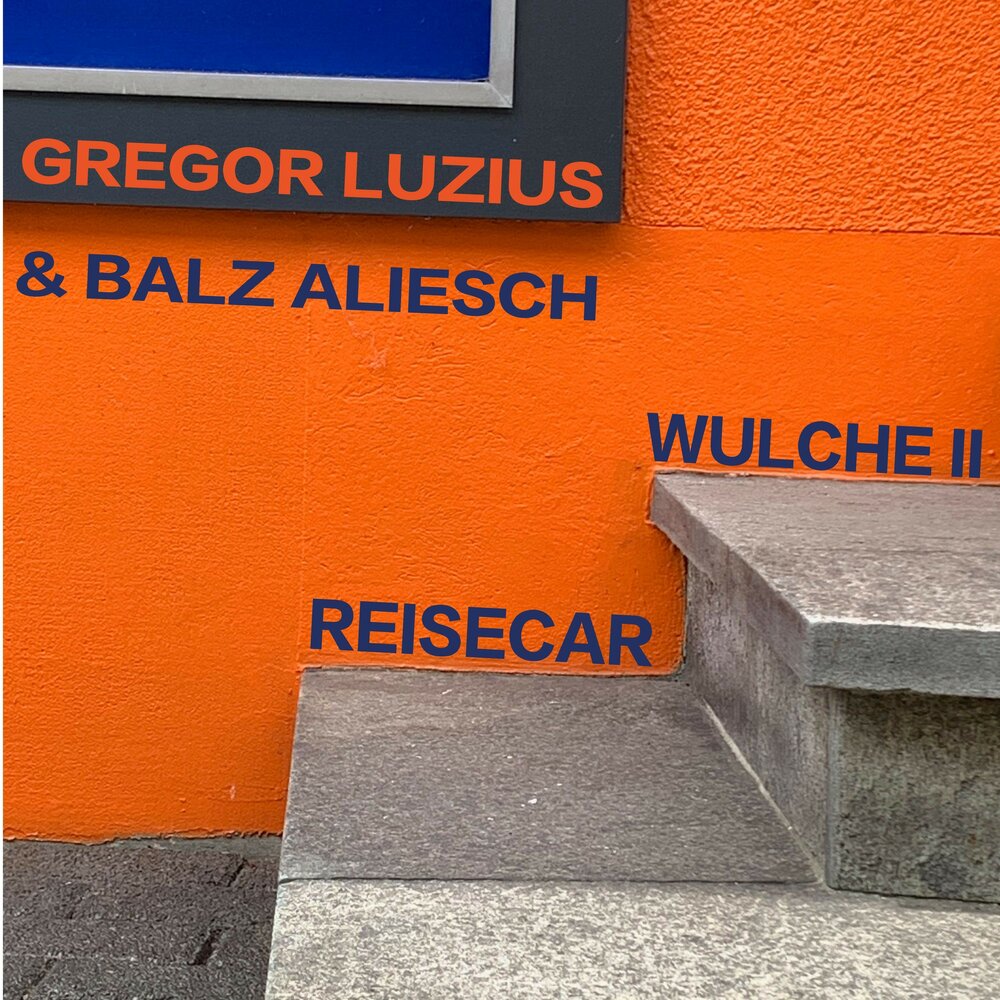 GREGOR LUZIUS
& BALZ ALIESCH
WULCHE II
REISECAR